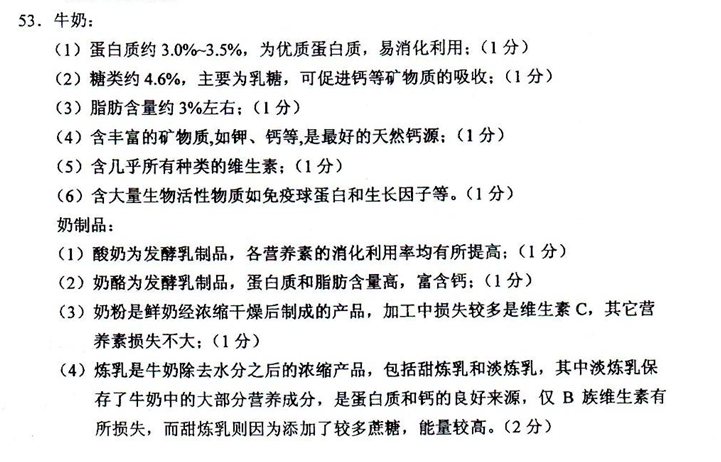 53. 牛奶：
（1）蛋白质约 3.0%~3.5%，为优质蛋白质，易消化利用；（1 分）
（2）糖类约 4.6%，主要为乳糖，可促进钙等矿物质的吸收；（1 分）
（3）脂肪含量约 3%左右；（1 分）
（4）含丰富的矿物质,如钾、钙等,是最好的天然钙源；（1 分）
（5）含几乎所有种类的维生素；（1 分）
（6）含大量生物活性物质如免疫球蛋白和生长因子等。（1 分）
奶制品：
（1）酸奶为发酵乳制品，各营养素的消化利用率均有所提高；（1 分）
（2）奶酪为发酵乳制品，蛋白质和脂肪含量高，富含钙；（1 分）
（3）奶粉是鲜奶经浓缩干燥后制成的产品，加工中损失较多是维生素 C，其它营
养素损失不大；（1 分）
（4）炼乳是牛奶除去水分之后的浓缩产品，包括甜炼乳和淡炼乳，其中淡炼乳保
存了牛奶中的大部分营养成分，是蛋白质和钙的良好来源，仅 B 族维生素有
所损失，而甜炼乳则因为添加了较多蔗糖，能量较高。（2 分）